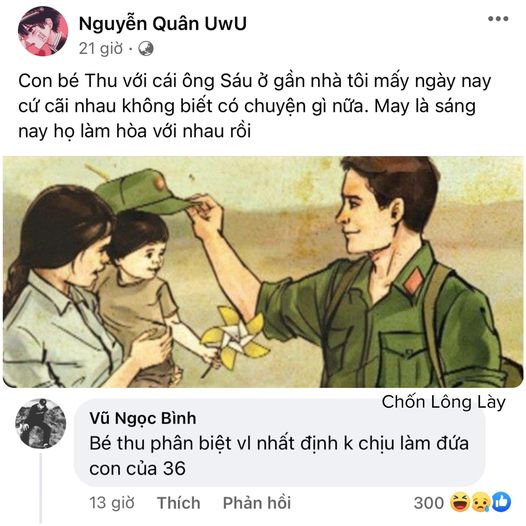 Nguyễn Quân UwU
21 giờ ·
Con bé Thu với cái ông Sáu ở gần nhà tôi mấy ngày nay
cứ cãi nhau không biết có chuyện gì nữa. May là sáng
nay họ làm hòa với nhau rồi
Chốn Lông Lày
Vũ Ngọc Bình
Bé thu phân biệt vl nhất định k chịu làm đứa
con của 36
13 giờ Thích Phản hồi 300